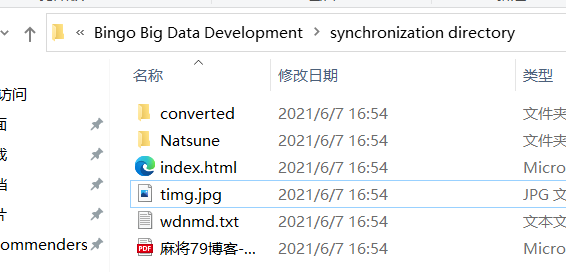 « Bingo Big Data Development > synchronization directory
名称 修改日期 类型
访问
converted 2021/6/7 16:54 文件夹
面 Natsune 2021/6/7 16:54 文件夹
index.html 2021/6/7 16:54 Micro
timg.jpg 2021/6/7 16:54 JPG 文
档 wdnmd.txt 2021/6/7 16:54 文本文
片 PDF 麻将79博客-... 2021/6/7 16:54 Micro
ommenders